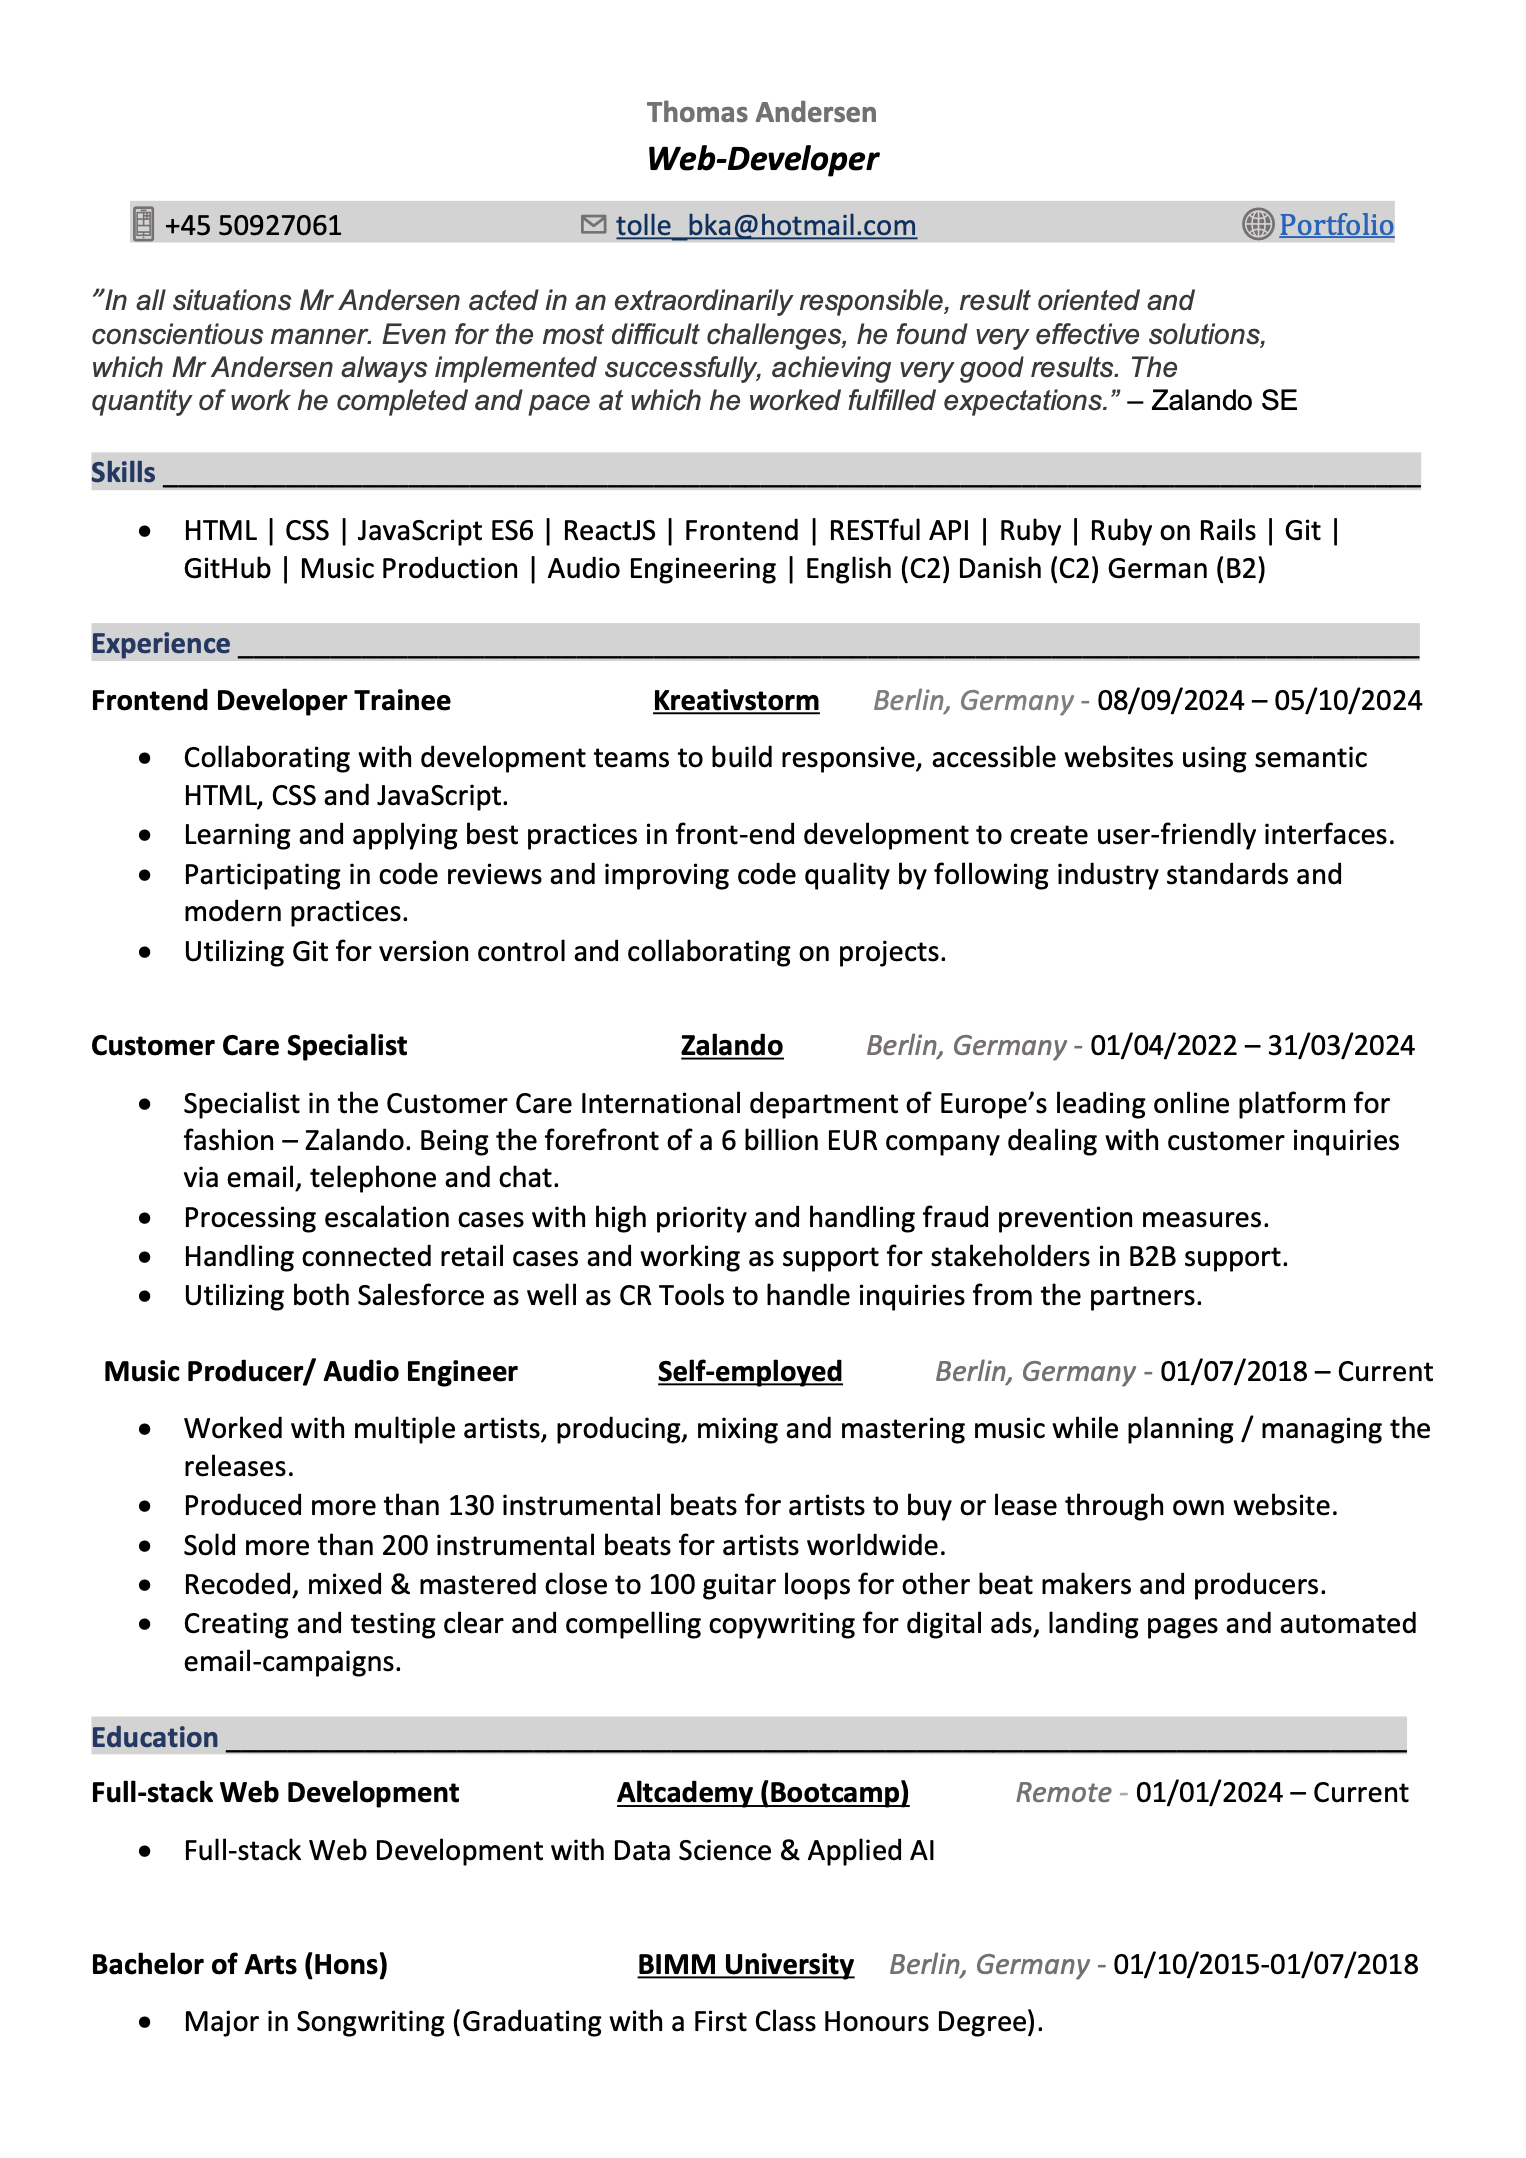 Thomas Andersen
Web-Developer
+45 50927061 tolle_bka@hotmail.com Portfolio
”In all situations Mr Andersen acted in an extraordinarily responsible, result oriented and
conscientious manner. Even for the most difficult challenges, he found very effective solutions,
which Mr Andersen always implemented successfully, achieving very good results. The
quantity of work he completed and pace at which he worked fulfilled expectations.” – Zalando SE
Skills
• HTML | CSS | JavaScript ES6 | ReactJS | Frontend | RESTful API | Ruby | Ruby on Rails | Git |
GitHub | Music Production | Audio Engineering | English (C2) Danish (C2) German (B2)
Experience
Frontend Developer Trainee Kreativstorm Berlin, Germany - 08/09/2024 – 05/10/2024
• Collaborating with development teams to build responsive, accessible websites using semantic
HTML, CSS and JavaScript.
• Learning and applying best practices in front-end development to create user-friendly interfaces.
• Participating in code reviews and improving code quality by following industry standards and
modern practices.
• Utilizing Git for version control and collaborating on projects.
Customer Care Specialist Zalando Berlin, Germany - 01/04/2022 – 31/03/2024
• Specialist in the Customer Care International department of Europe’s leading online platform for
fashion – Zalando. Being the forefront of a 6 billion EUR company dealing with customer inquiries
via email, telephone and chat.
• Processing escalation cases with high priority and handling fraud prevention measures.
• Handling connected retail cases and working as support for stakeholders in B2B support.
• Utilizing both Salesforce as well as CR Tools to handle inquiries from the partners.
Music Producer/ Audio Engineer Self-employed Berlin, Germany - 01/07/2018 – Current
• Worked with multiple artists, producing, mixing and mastering music while planning / managing the
releases.
• Produced more than 130 instrumental beats for artists to buy or lease through own website.
• Sold more than 200 instrumental beats for artists worldwide.
• Recoded, mixed & mastered close to 100 guitar loops for other beat makers and producers.
• Creating and testing clear and compelling copywriting for digital ads, landing pages and automated
email-campaigns.
Education
Full-stack Web Development Altcademy (Bootcamp) Remote - 01/01/2024 – Current
• Full-stack Web Development with Data Science & Applied AI
Bachelor of Arts (Hons) BIMM University Berlin, Germany - 01/10/2015-01/07/2018
• Major in Songwriting (Graduating with a First Class Honours Degree).